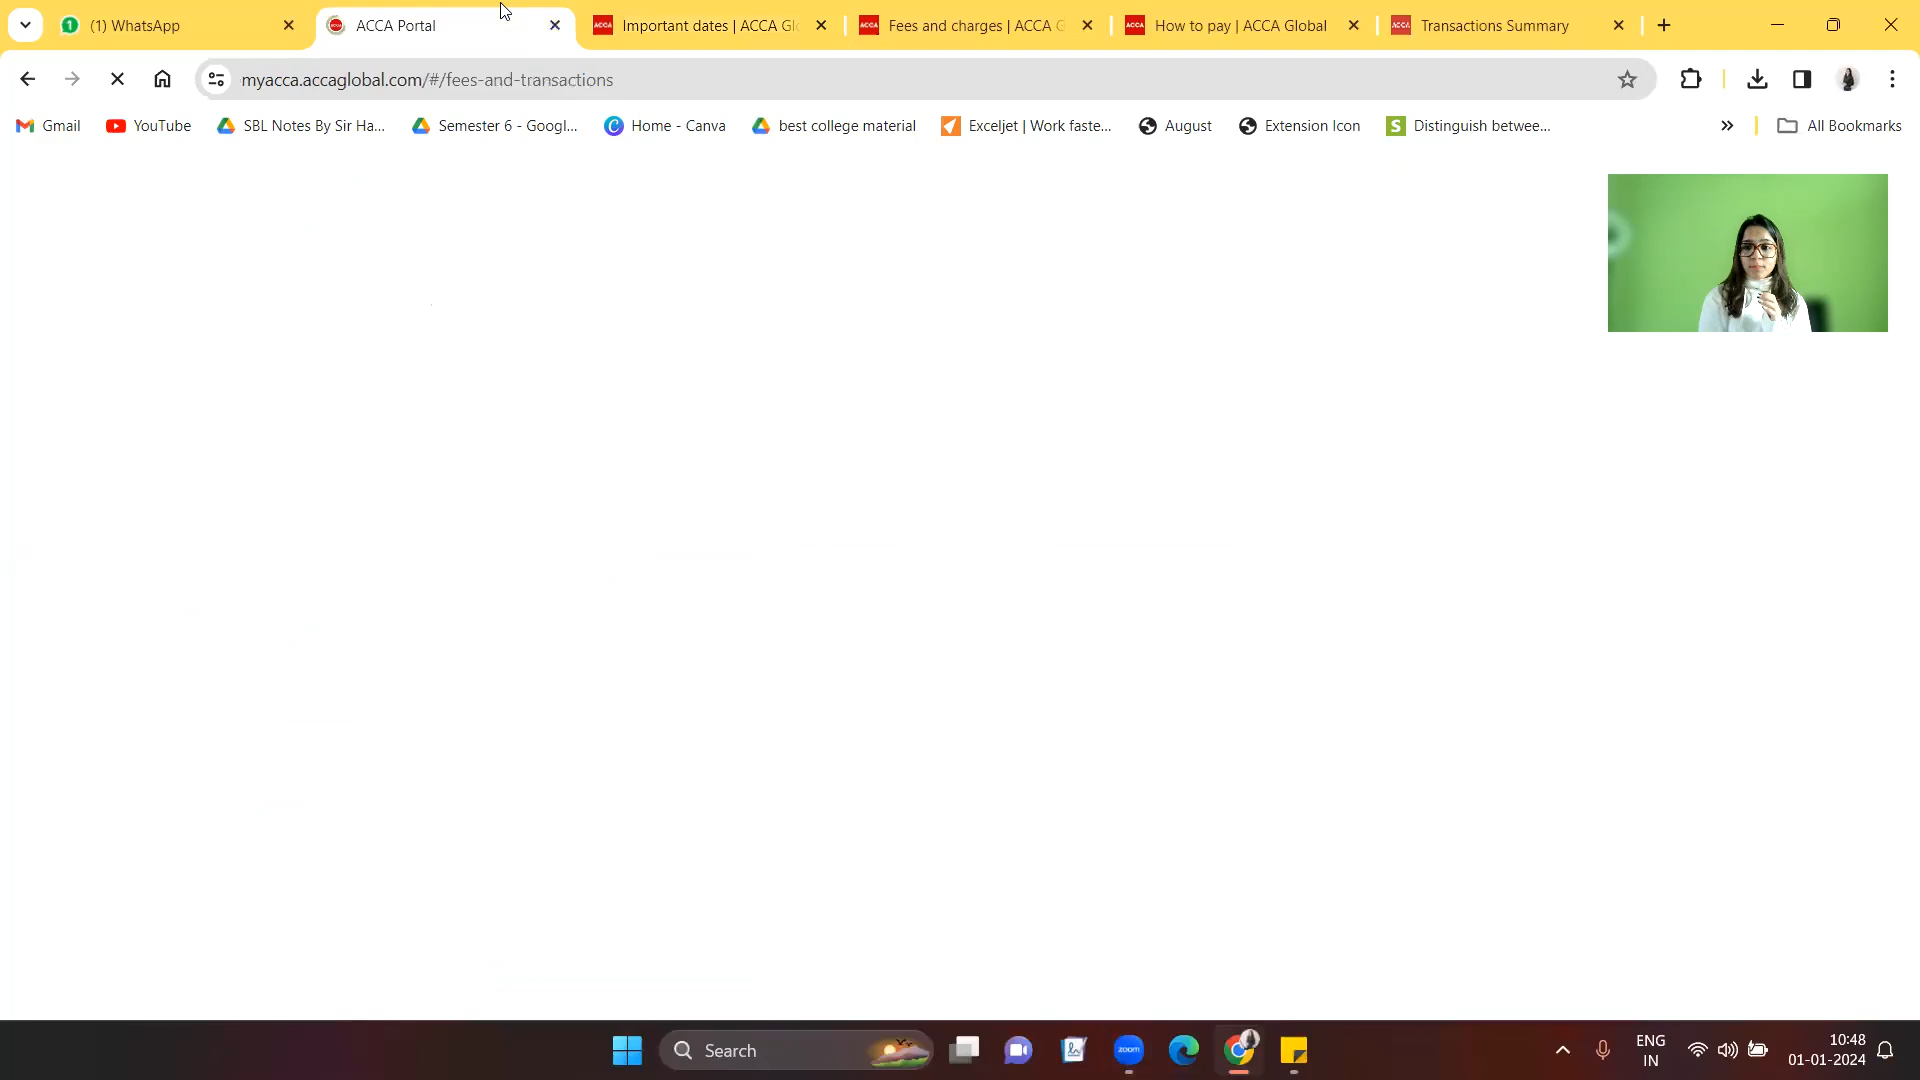 (1) WhatsApp
ACCA Portal
Important dates | ACCA Gl
Fees and charges | ACCA G
How to pay | ACCA Global
Transactions Summary
myacca.accaglobal.com/#/fees-and-transactions
Gmail
YouTube
SBL Notes By Sir Ha...
Semester 6 - Googl...
Home - Canva
best college material
Exceljet | Work faste...
August
Extension Icon
Distinguish betwee...
All Bookmarks
Search
zoom
ENG
IN
10:48
01-01-2024